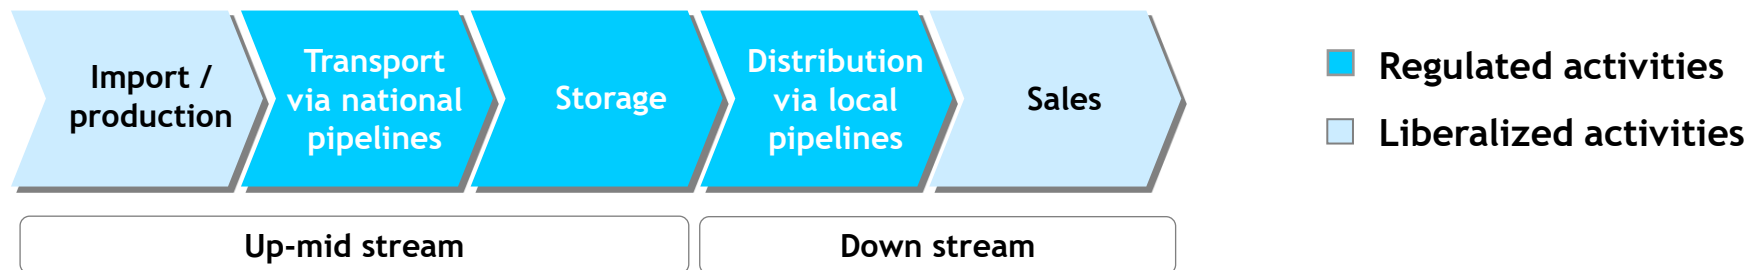 Import /
production
Transport
via national
pipelines
Storage
Distribution
via local
pipelines
Sales
Regulated activities
Liberalized activities
Up-mid stream
Down stream